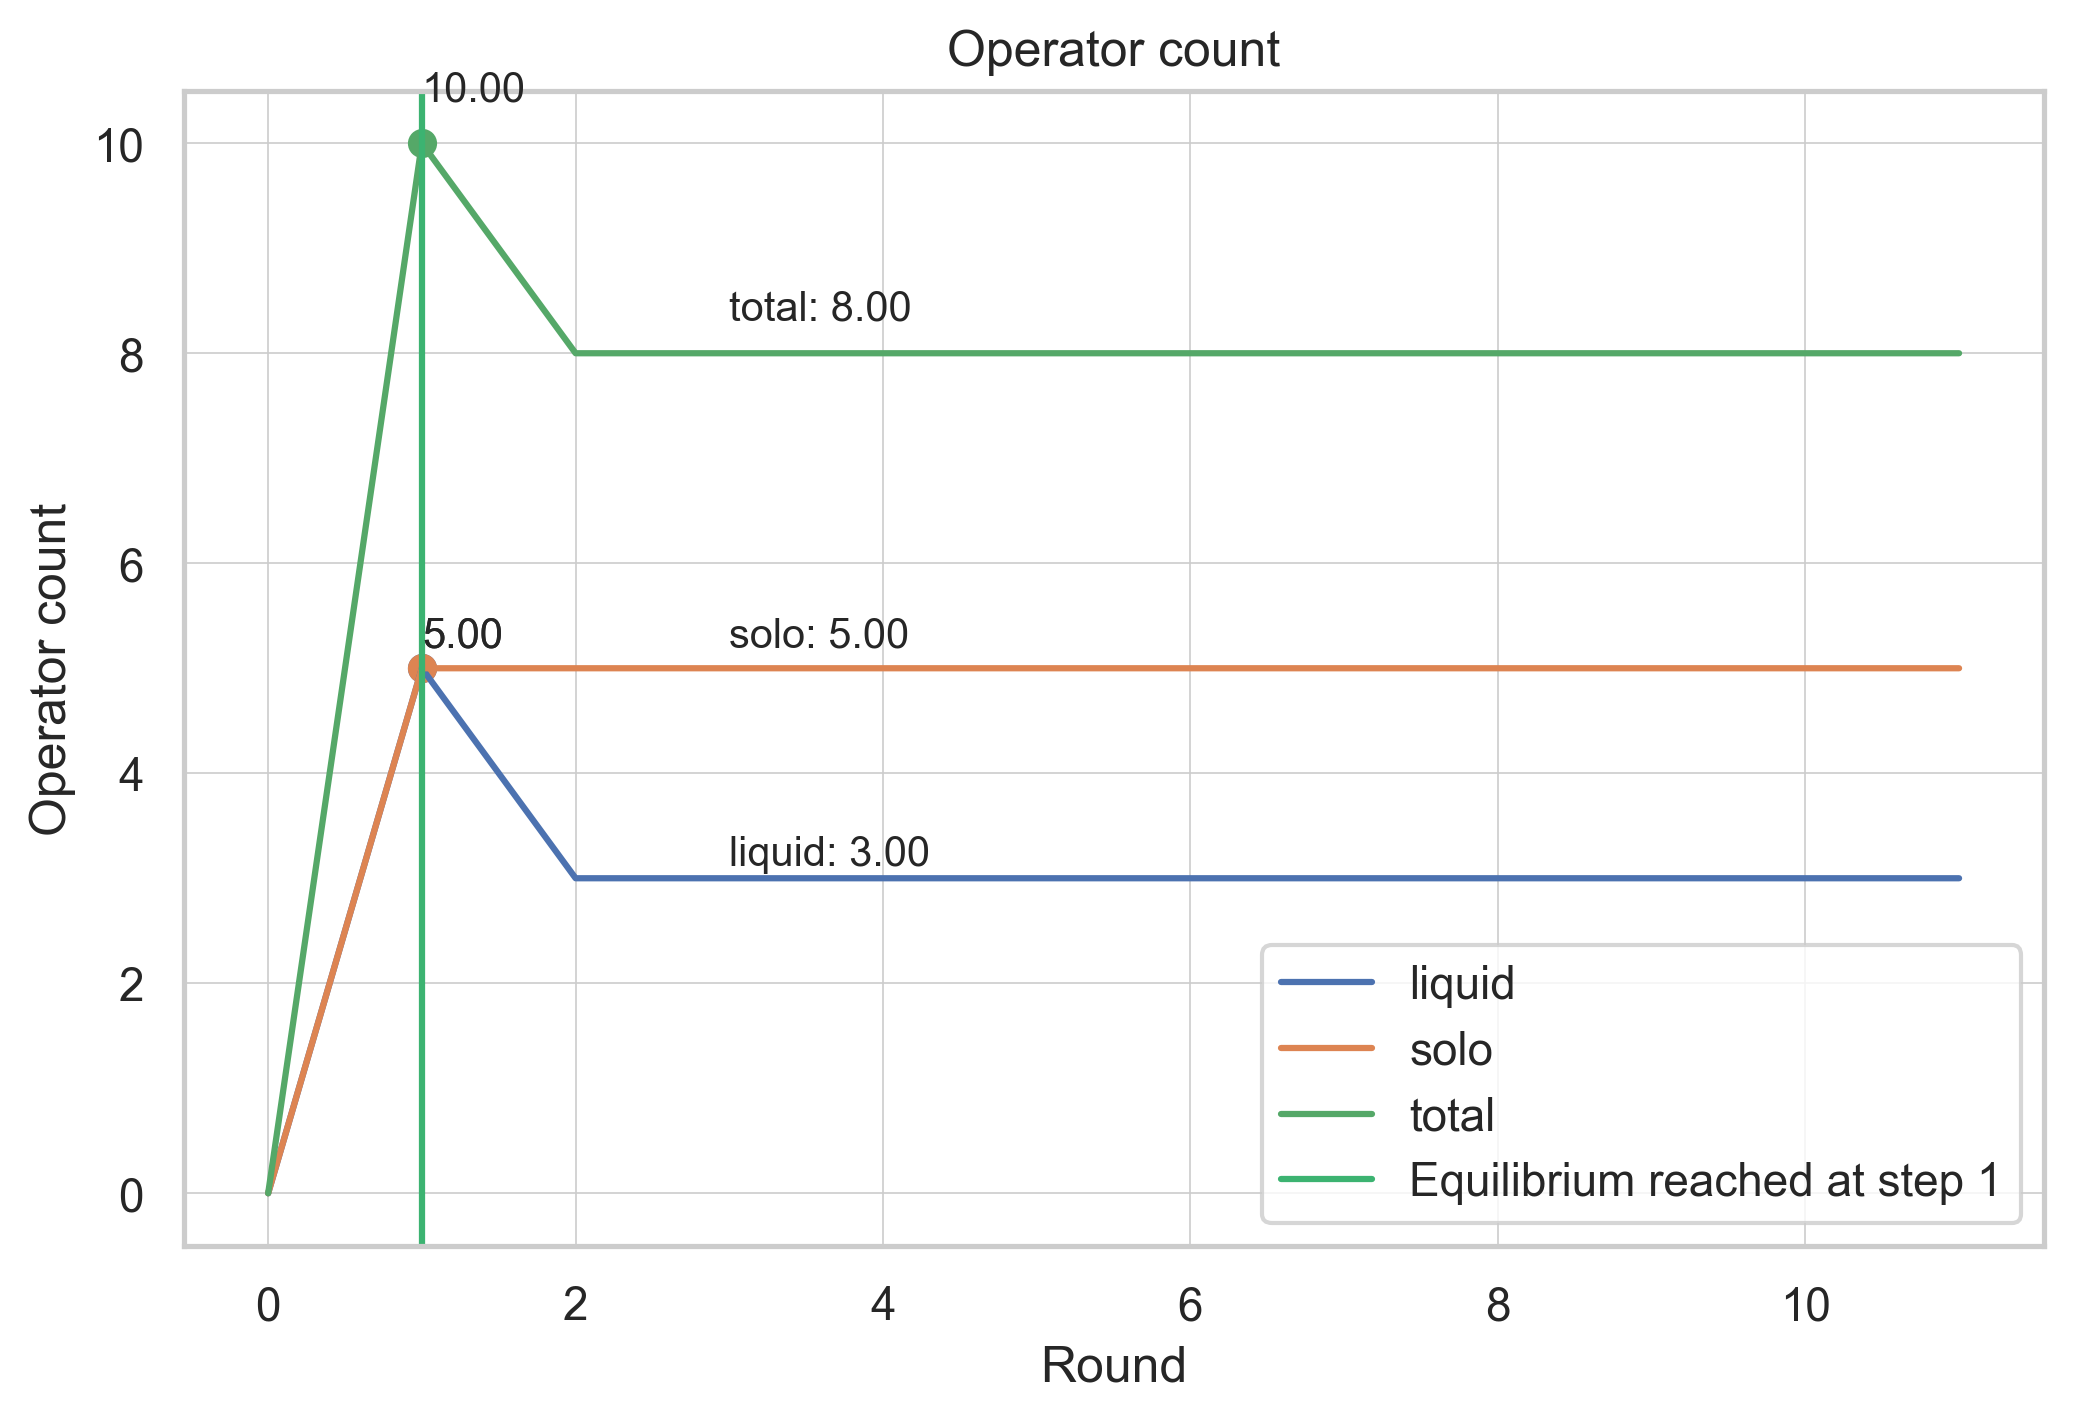 Operator count
10.00
10
total: 8.00
8
6
5.00
solo: 5.00
Operator count
4
liquid: 3.00
2
liquid
solo
total
Equilibrium reached at step 1
0
0 2 4 6 8 10
Round